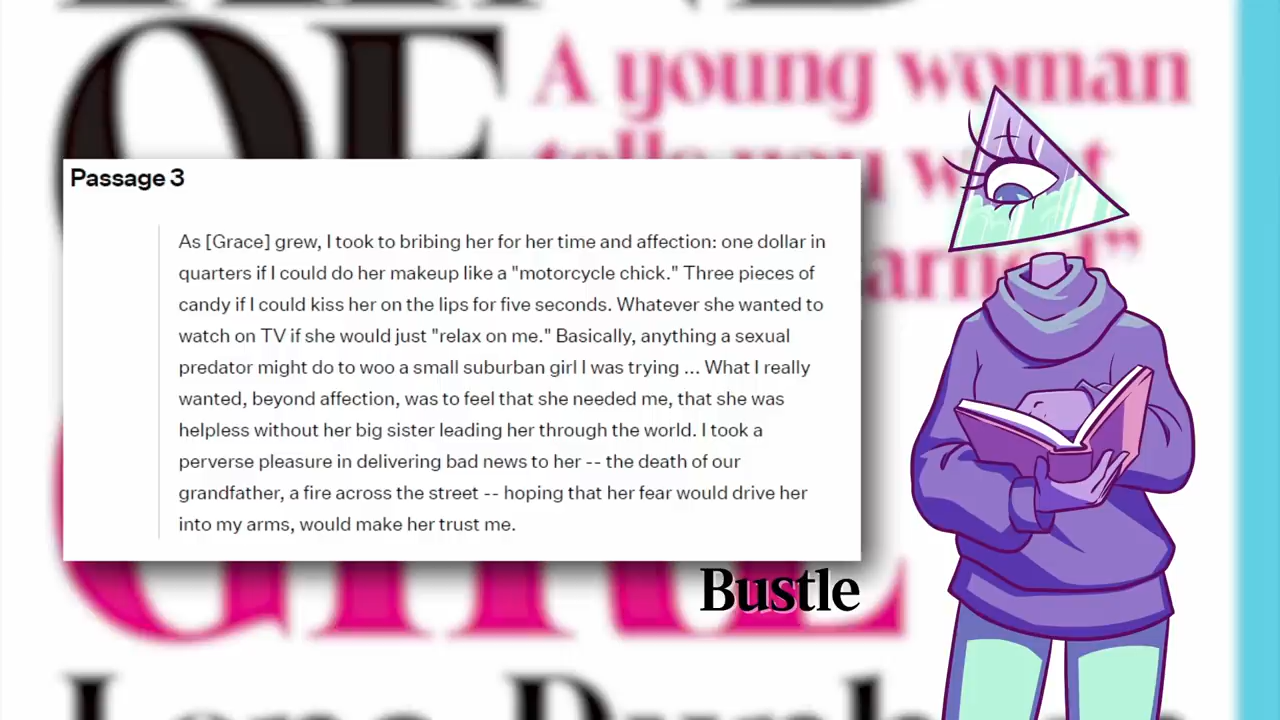 OF
A young woman
tells you what
Passage 3
As [Grace] grew, I took to bribing her for her time and affection: one dollar in
quarters if I could do her makeup like a "motorcycle chick." Three pieces of
candy if I could kiss her on the lips for five seconds. Whatever she wanted to
watch on TV if she would just "relax on me." Basically, anything a sexual
predator might do to woo a small suburban girl I was trying ... What I really
wanted, beyond affection, was to feel that she needed me, that she was
helpless without her big sister leading her through the world. I took a
perverse pleasure in delivering bad news to her -- the death of our
grandfather, a fire across the street -- hoping that her fear would drive her
into my arms, would make her trust me.
Bustle